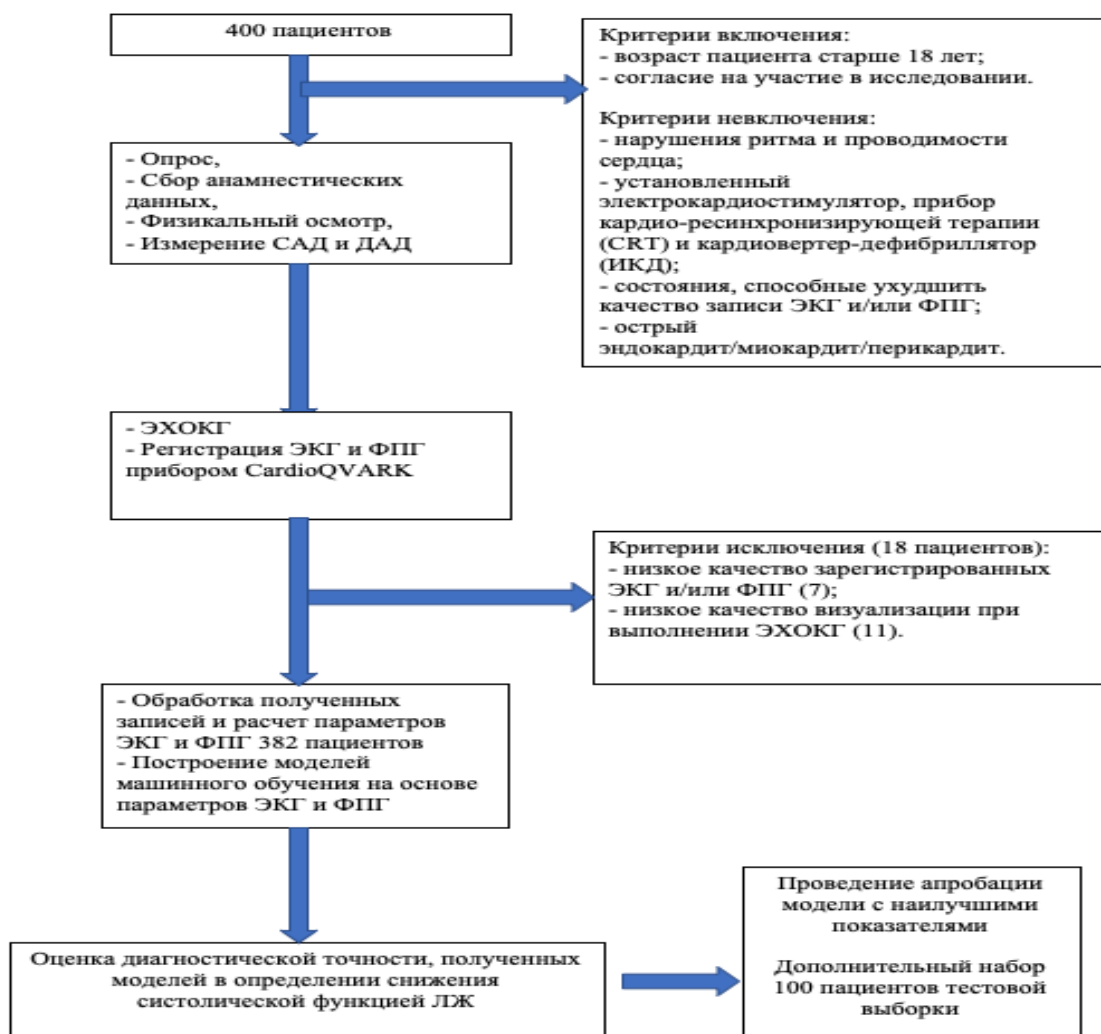 400 пациентов
Критерии включения:
- возраст пациента старше 18 лет;
- согласие на участие в исследовании.
Критерии невключения:
- нарушения ритма и проводимости
сердца;
- установленный
электрокардиостимулятор, прибор
кардио-ресинхронизирующей терапии
(CRT) и кардиовертер-дефибриллятор
(ИКД);
- состояния, способные ухудшить
качество записи ЭКГ и/или ФПГ;
- острый
эндокардит/миокардит/перикардит.
- Опрос,
- Сбор анамнестических
данных,
- Физикальный осмотр,
- Измерение САД и ДАД
- ЭХОКГ
- Регистрация ЭКГ и ФПГ
прибором CardioQVARK
Критерии исключения (18 пациентов):
- низкое качество зарегистрированных
ЭКГ и/или ФПГ (7);
- низкое качество визуализации при
выполнении ЭХОКГ (11).
- Обработка полученных
записей и расчет параметров
ЭКГ и ФПГ 382 пациентов
- Построение моделей
машинного обучения на основе
параметров ЭКГ и ФПГ
Оценка диагностической точности, полученных
моделей в определении снижения
систолической функцией ЛЖ
Проведение апробации
модели с наилучшими
показателями
Дополнительный набор
100 пациентов тестовой
выборки